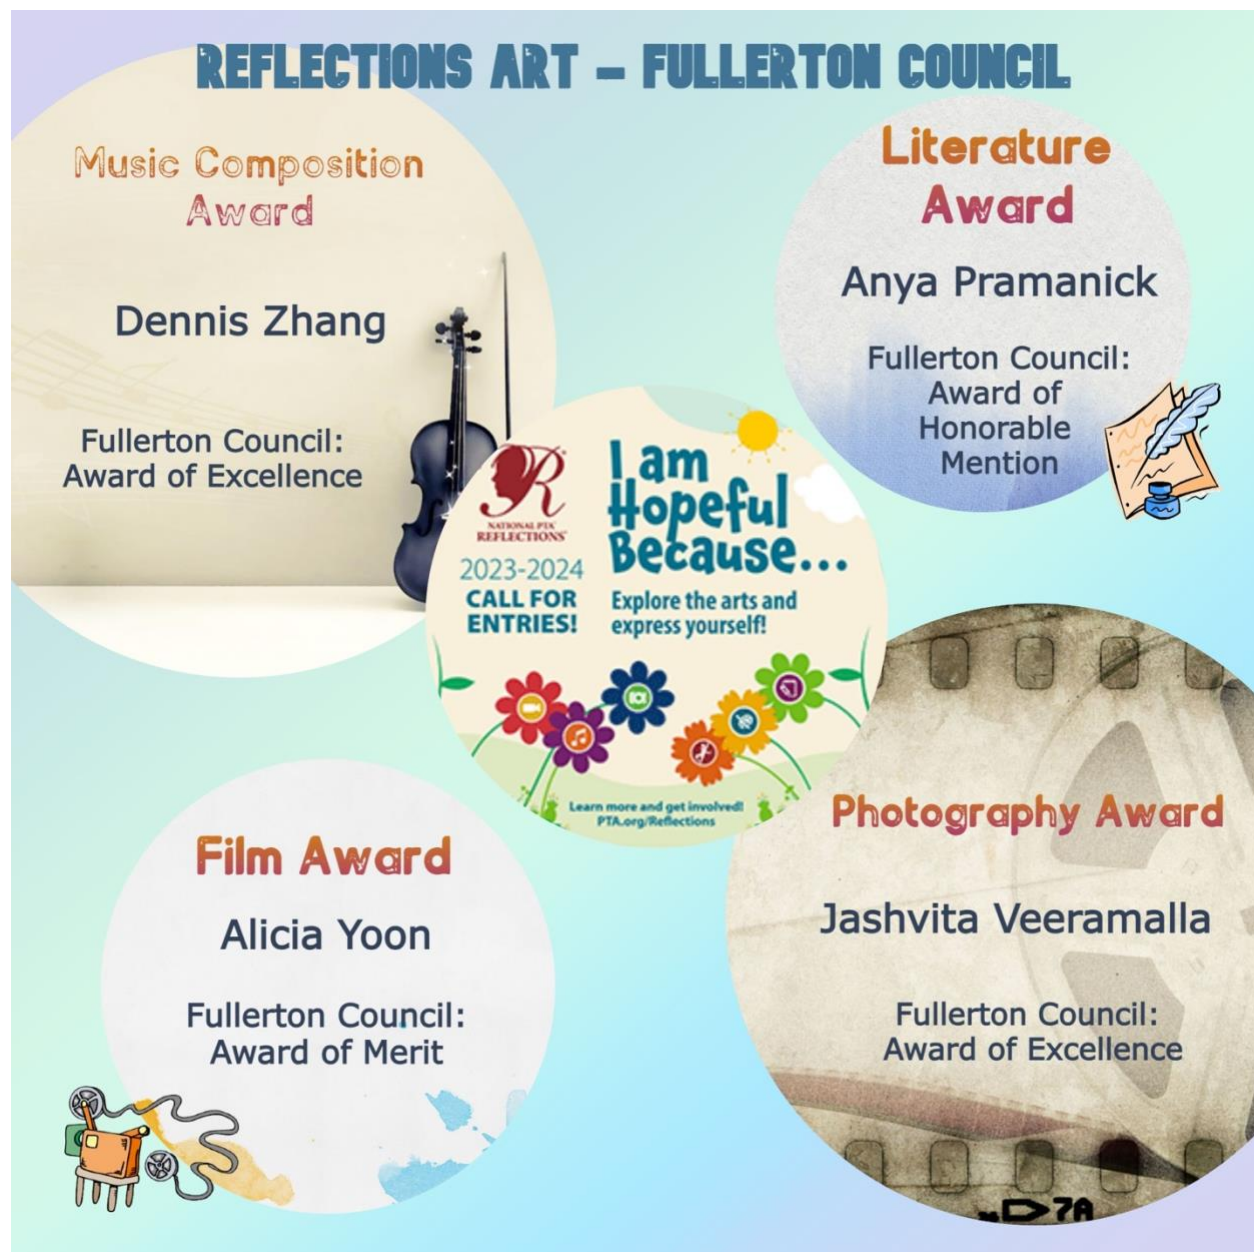 REFLECTIONS ART – FULLERTON COUNCIL
Music Composition
Award
Dennis Zhang
Fullerton Council:
Award of Excellence
Literature
Award
Anya Pramanick
Fullerton Council:
Award of
Honorable
Mention
R
NATIONAL PTA
REFLECTIONS
2023-2024
CALL FOR
ENTRIES!
I am
Hopeful
Because...
Explore the arts and
express yourself!
Learn more and get involved!
PTA.org/Reflections
Film Award
Alicia Yoon
Fullerton Council:
Award of Merit
Photography Award
Jashvita Veeramalla
Fullerton Council:
Award of Excellence
7A